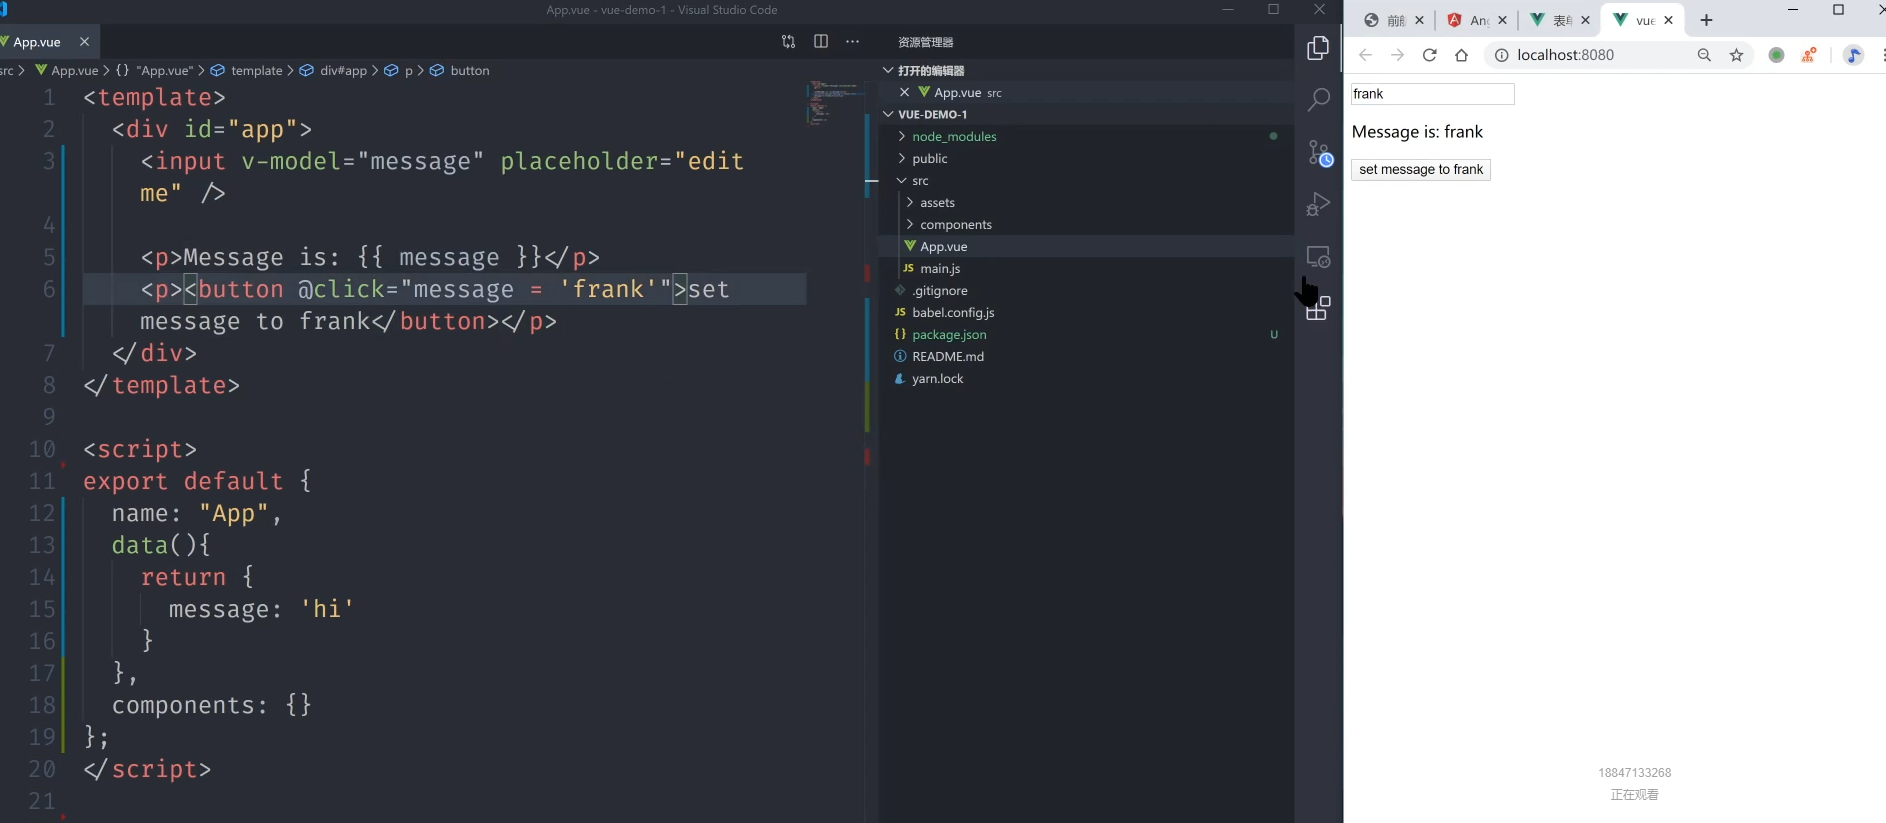 App.vue - vue-demo-1 - Visual Studio Code
App.vue
src > App.vue > {} "App.vue" > template > div#app > p > button
1 <template>
2 <div id="app">
3 <input v-model="message" placeholder="edit
me" />
4
5 <p>Message is: {{ message }}</p>
6 <p><button @click="message = 'frank'">set
message to frank</button></p>
7 </div>
8 </template>
9
10 <script>
11 export default {
12 name: "App",
13 data(){
14 return {
15 message: 'hi'
16 }
17 },
18 components: {}
19 };
20 </script>
21
资源管理器
打开的编辑器
App.vue src
VUE-DEMO-1
node_modules
public
src
assets
components
App.vue
JS main.js
.gitignore
JS babel.config.js
{} package.json U
README.md
yarn.lock
vue
localhost:8080
frank
Message is: frank
set message to frank
18847133268
正在观看